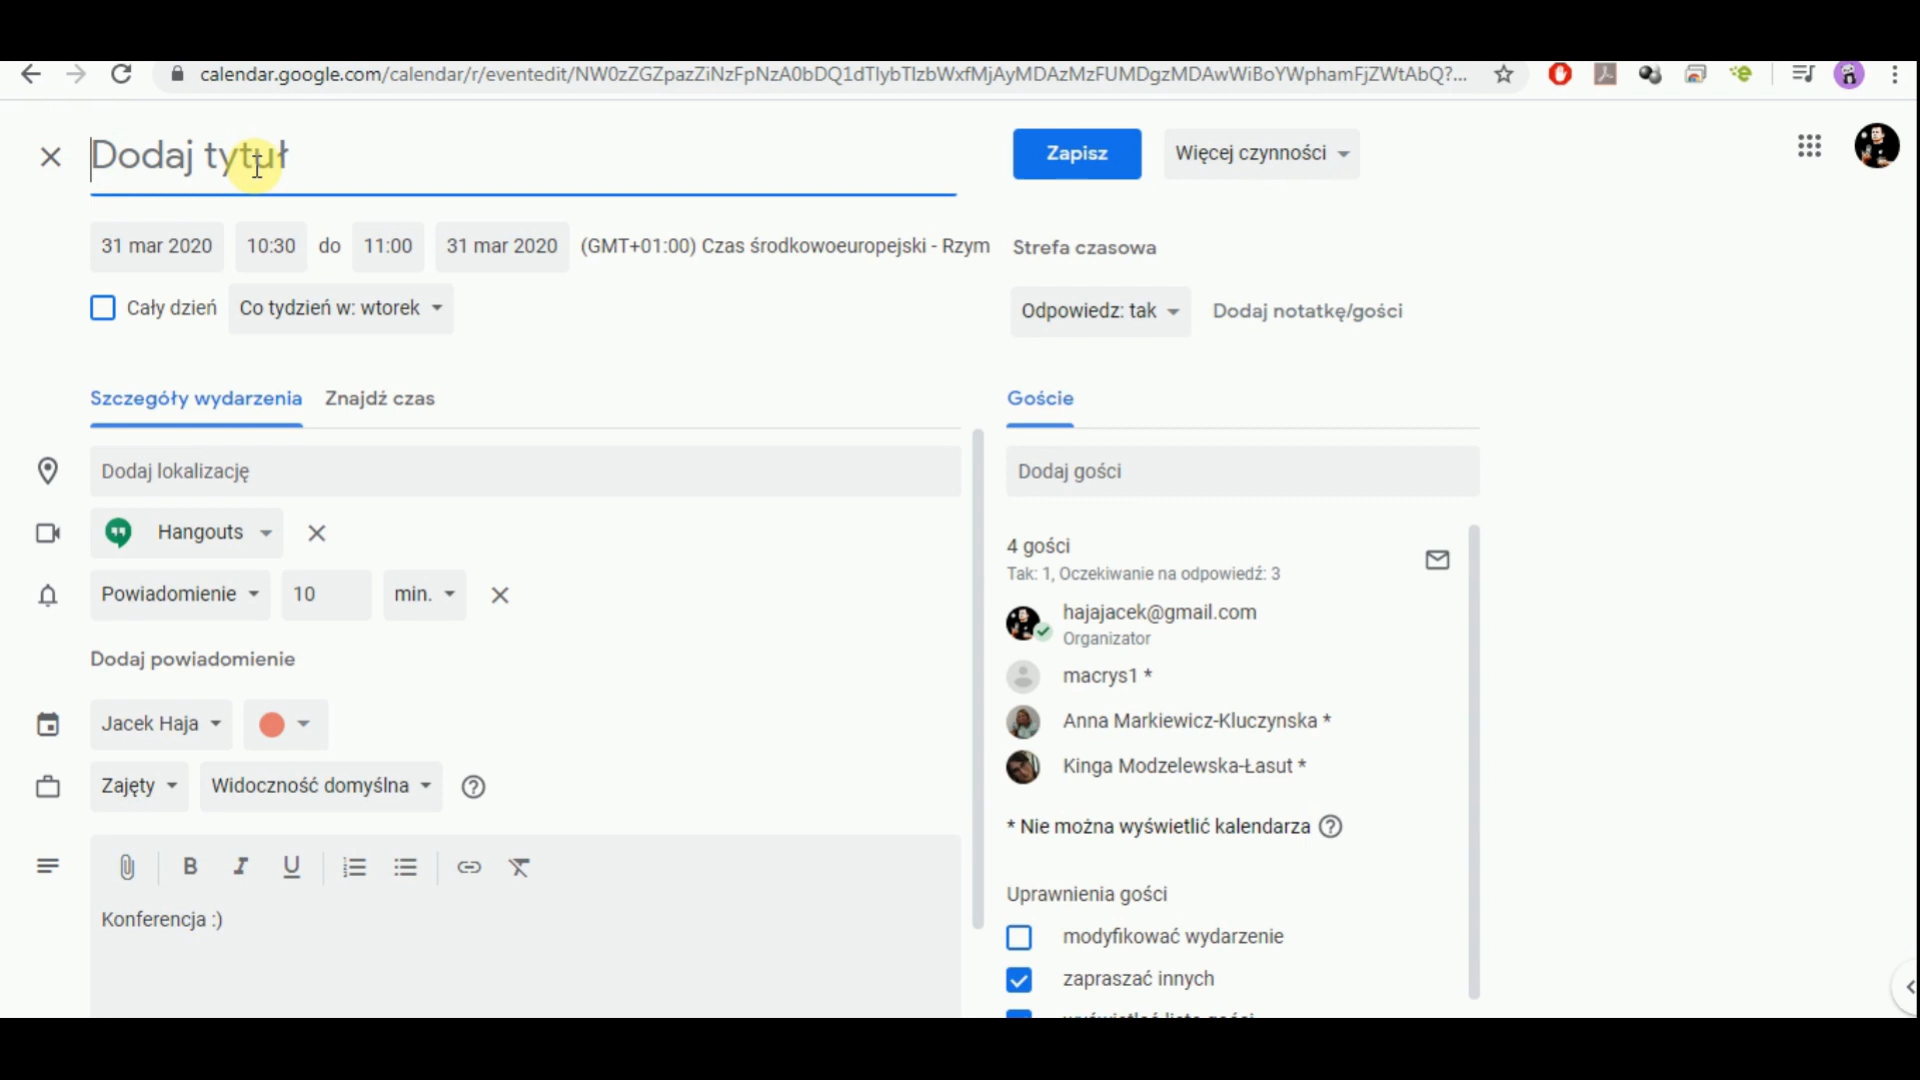 calendar.google.com/calendar/r/eventedit/NW0zZGZpazZiNzFpNzA0bDQ1dTIybTIzbWxfMjAyMDAzMzFUMDgzMDAwWiBoYWphamFjZWtAbQ?...
Dodaj tytuł
Zapisz
Więcej czynności
31 mar 2020 10:30 do 11:00 31 mar 2020 (GMT+01:00) Czas środkowoeuropejski - Rzym Strefa czasowa
Cały dzień Co tydzień w: wtorek
Odpowiedz: tak Dodaj notatkę/gości
Szczegóły wydarzenia Znajdź czas
Goście
Dodaj lokalizację
Dodaj gości
Hangouts
4 gości
Tak: 1, Oczekiwanie na odpowiedź: 3
Powiadomienie 10 min.
hajajacek@gmail.com
Organizator
Dodaj powiadomienie
macrys1 *
Jacek Haja
Anna Markiewicz-Kluczynska *
Kinga Modzelewska-Łasut *
Zajęty Widoczność domyślna
* Nie można wyświetlić kalendarza
B I U
Konferencja :)
Uprawnienia gości
modyfikować wydarzenie
zapraszać innych